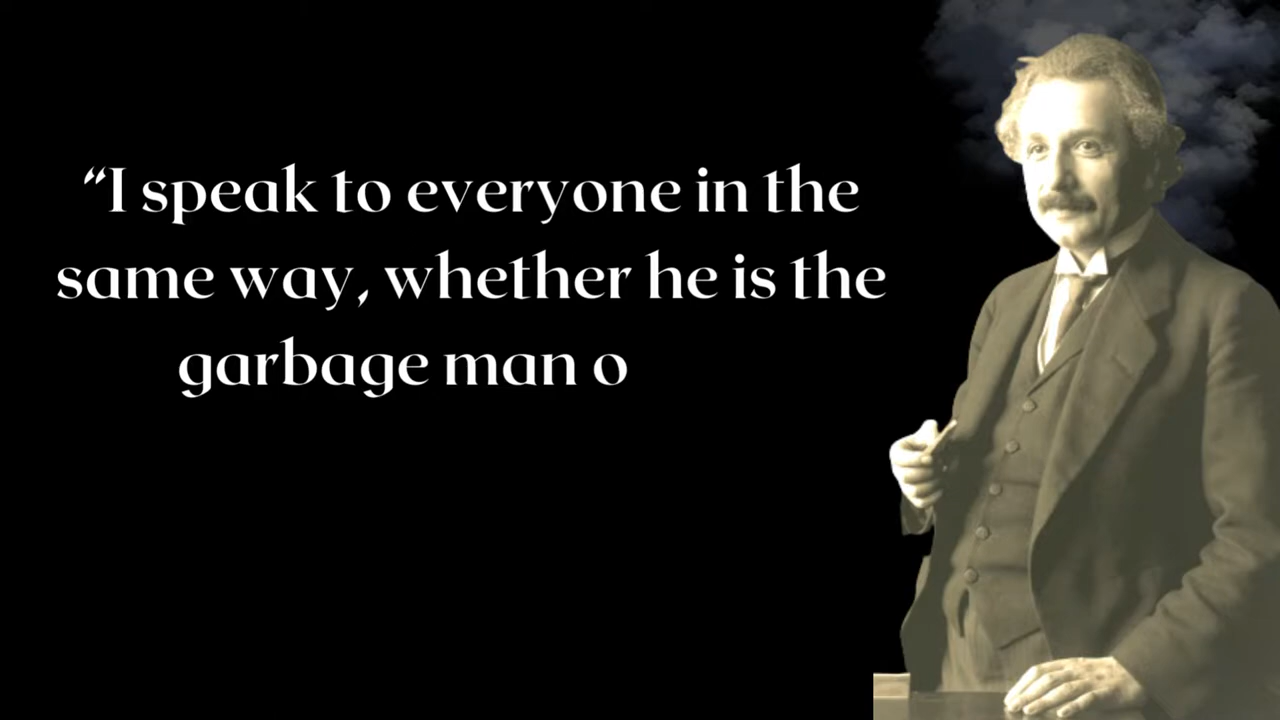 “I speak to everyone in the
same way, whether he is the
garbage man o